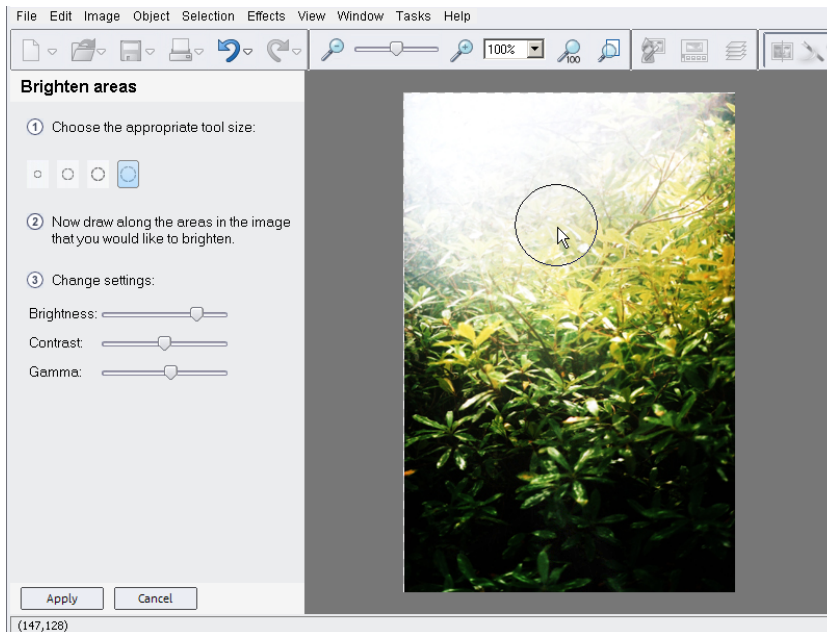 File Edit Image Object Selection Effects View Window Tasks Help
100%
100
Brighten areas
1 Choose the appropriate tool size:
2 Now draw along the areas in the image
that you would like to brighten.
3 Change settings:
Brightness:
Contrast:
Gamma:
Apply Cancel
(147,128)